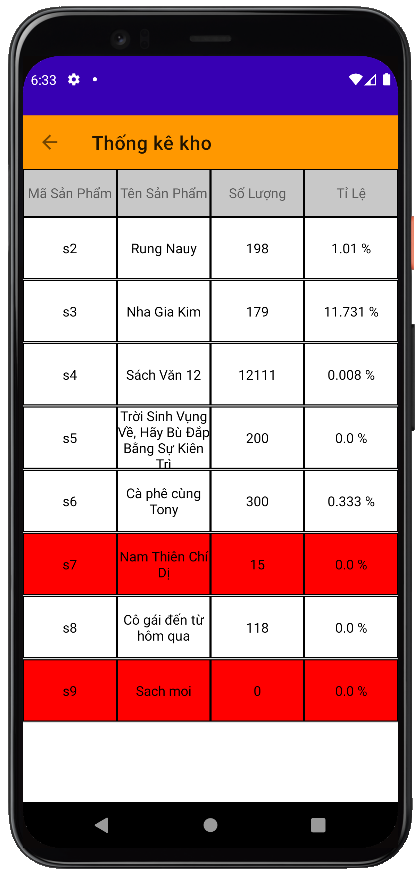 6:33
Thống kê kho
Mã Sản Phẩm Tên Sản Phẩm Số Lượng Tỉ Lệ
s2 Rung Nauy 198 1.01 %
s3 Nha Gia Kim 179 11.731 %
s4 Sách Văn 12 12111 0.008 %
s5 Trời Sinh Vụng 200 0.0 %
Về, Hãy Bù Đắp
Bằng Sự Kiên
Trì
s6 Cà phê cùng 300 0.333 %
Tony
s7 Nam Thiên Chí 15 0.0 %
Dị
s8 Cô gái đến từ 118 0.0 %
hôm qua
s9 Sach moi 0 0.0 %